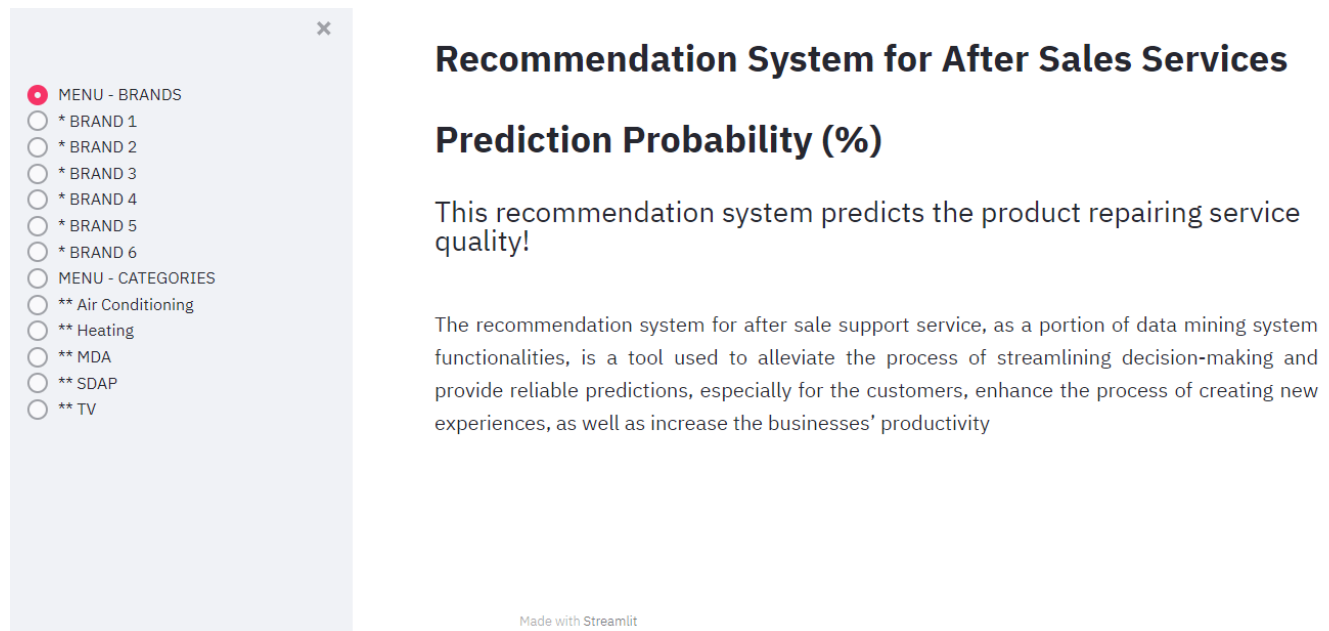 ×
MENU - BRANDS
* BRAND 1
* BRAND 2
* BRAND 3
* BRAND 4
* BRAND 5
* BRAND 6
MENU - CATEGORIES
** Air Conditioning
** Heating
** MDA
** SDAP
** TV
Recommendation System for After Sales Services
Prediction Probability (%)
This recommendation system predicts the product repairing service
quality!
The recommendation system for after sale support service, as a portion of data mining system
functionalities, is a tool used to alleviate the process of streamlining decision-making and
provide reliable predictions, especially for the customers, enhance the process of creating new
experiences, as well as increase the businesses’ productivity
Made with Streamlit